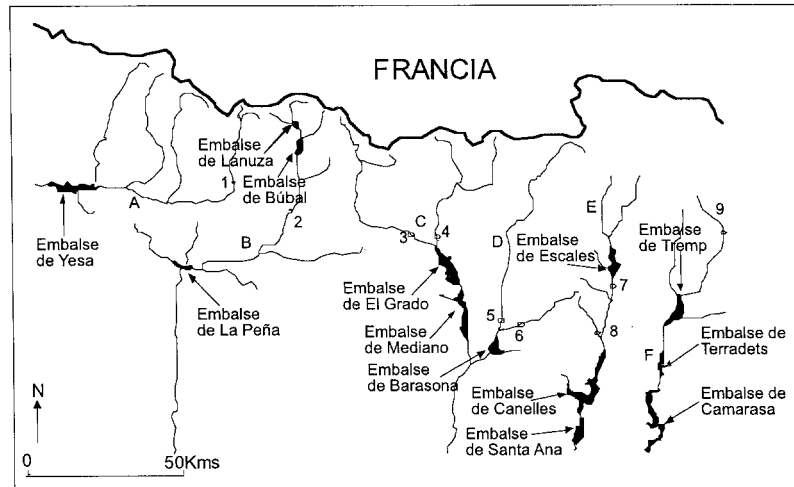 FRANCIA
Embalse
de Lánuza
Embalse
de Búbal
1
A
2
B
Embalse
de Yesa
Embalse
de La Peña
3
C
4
D
E
9
Embalse
de Escales
Embalse
de Tremp
7
Embalse
de El Grado
Embalse
de Mediano
5
6
8
Embalse
de Barasona
F
Embalse de
Terradets
Embalse
de Canelles
Embalse de
Camarasa
Embalse
de Santa Ana
N
0
50Kms